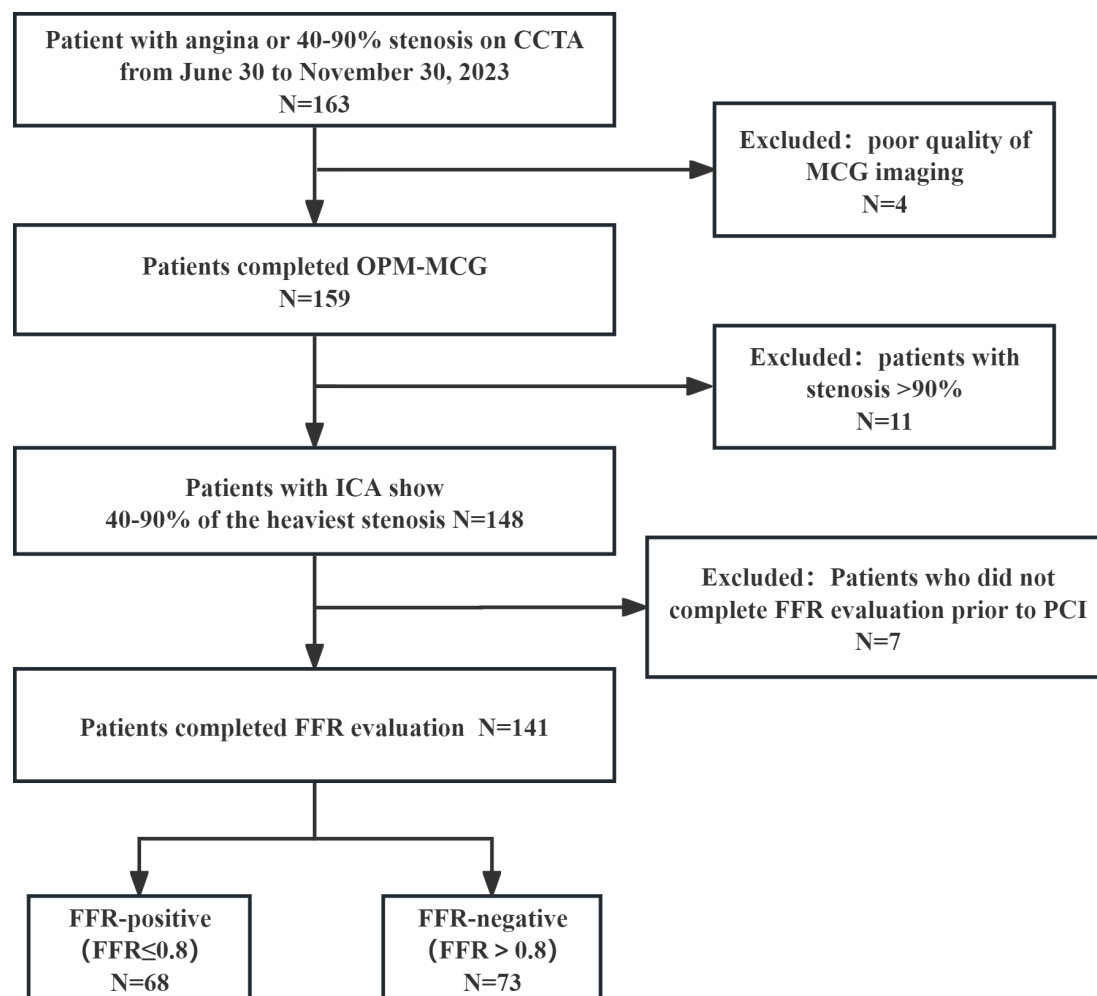 Patient with angina or 40-90% stenosis on CCTA
from June 30 to November 30, 2023
N=163
Excluded：poor quality of
MCG imaging
N=4
Patients completed OPM-MCG
N=159
Excluded：patients with
stenosis >90%
N=11
Patients with ICA show
40-90% of the heaviest stenosis N=148
Excluded：Patients who did not
complete FFR evaluation prior to PCI
N=7
Patients completed FFR evaluation N=141
FFR-positive
（FFR≤0.8）
N=68
FFR-negative
（FFR＞0.8）
N=73